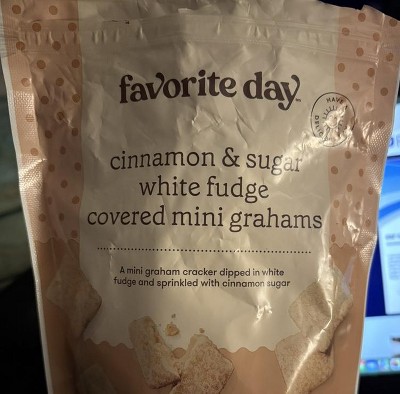 favorite day™
cinnamon & sugar
white fudge
covered mini grahams
A mini graham cracker dipped in white
fudge and sprinkled with cinnamon sugar